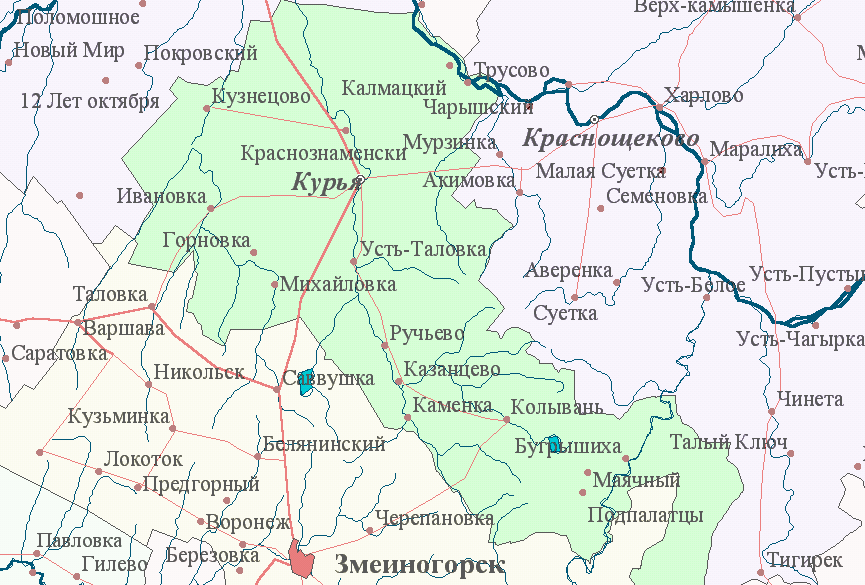 Поломошное
Верх-камышенка
Новый Мир
Покровский
Трусово
12 Лет октября
Кузнецово
Калмацкий
Чарышский
Харлово
Краснощеково
Мурзинка
Маралиха
Краснознаменски
Курья
Акимовка
Малая Суетка
Усть-
Ивановка
Семеновка
Горновка
Усть-Таловка
Михайловка
Аверенка
Усть-Белое
Усть-Пустын
Таловка
Суетка
Варшава
Ручьево
Усть-Чагырка
Саратовка
Никольск
Саввушка
Казанцево
Кузьминка
Каменка
Колывань
Чинета
Белянинский
Бугрышиха
Талый Ключ
Локоток
Предгорный
Маячный
Воронеж
Черепановка
Подпалатцы
Павловка
Березовка
Гилево
Змеиногорск
Тигирек